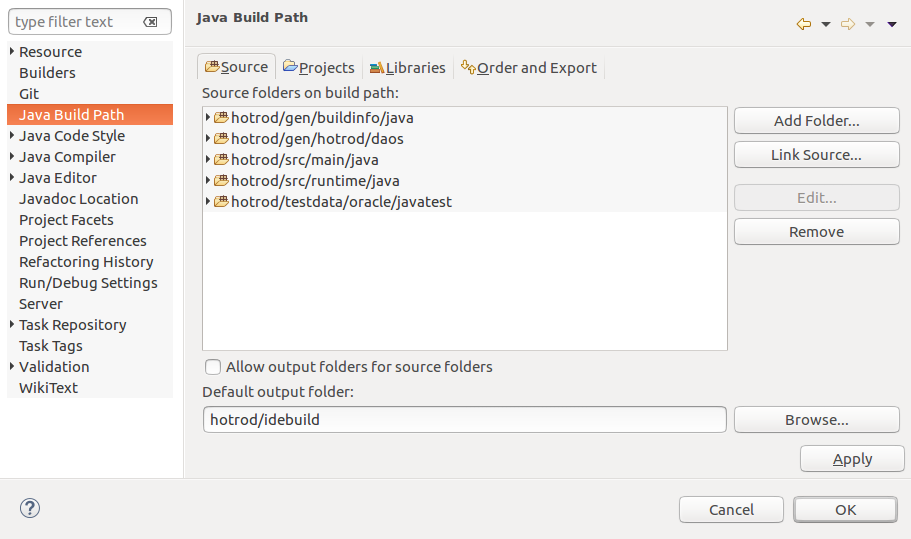 type filter text
Resource
Builders
Git
Java Build Path
Java Code Style
Java Compiler
Java Editor
Javadoc Location
Project Facets
Project References
Refactoring History
Run/Debug Settings
Server
Task Repository
Task Tags
Validation
WikiText
Java Build Path
Source Projects Libraries Order and Export
Source folders on build path:
hotrod/gen/buildinfo/java
hotrod/gen/hotrod/daos
hotrod/src/main/java
hotrod/src/runtime/java
hotrod/testdata/oracle/javatest
Add Folder...
Link Source...
Edit...
Remove
Allow output folders for source folders
Default output folder:
hotrod/idebuild
Browse...
Apply
?
Cancel
OK